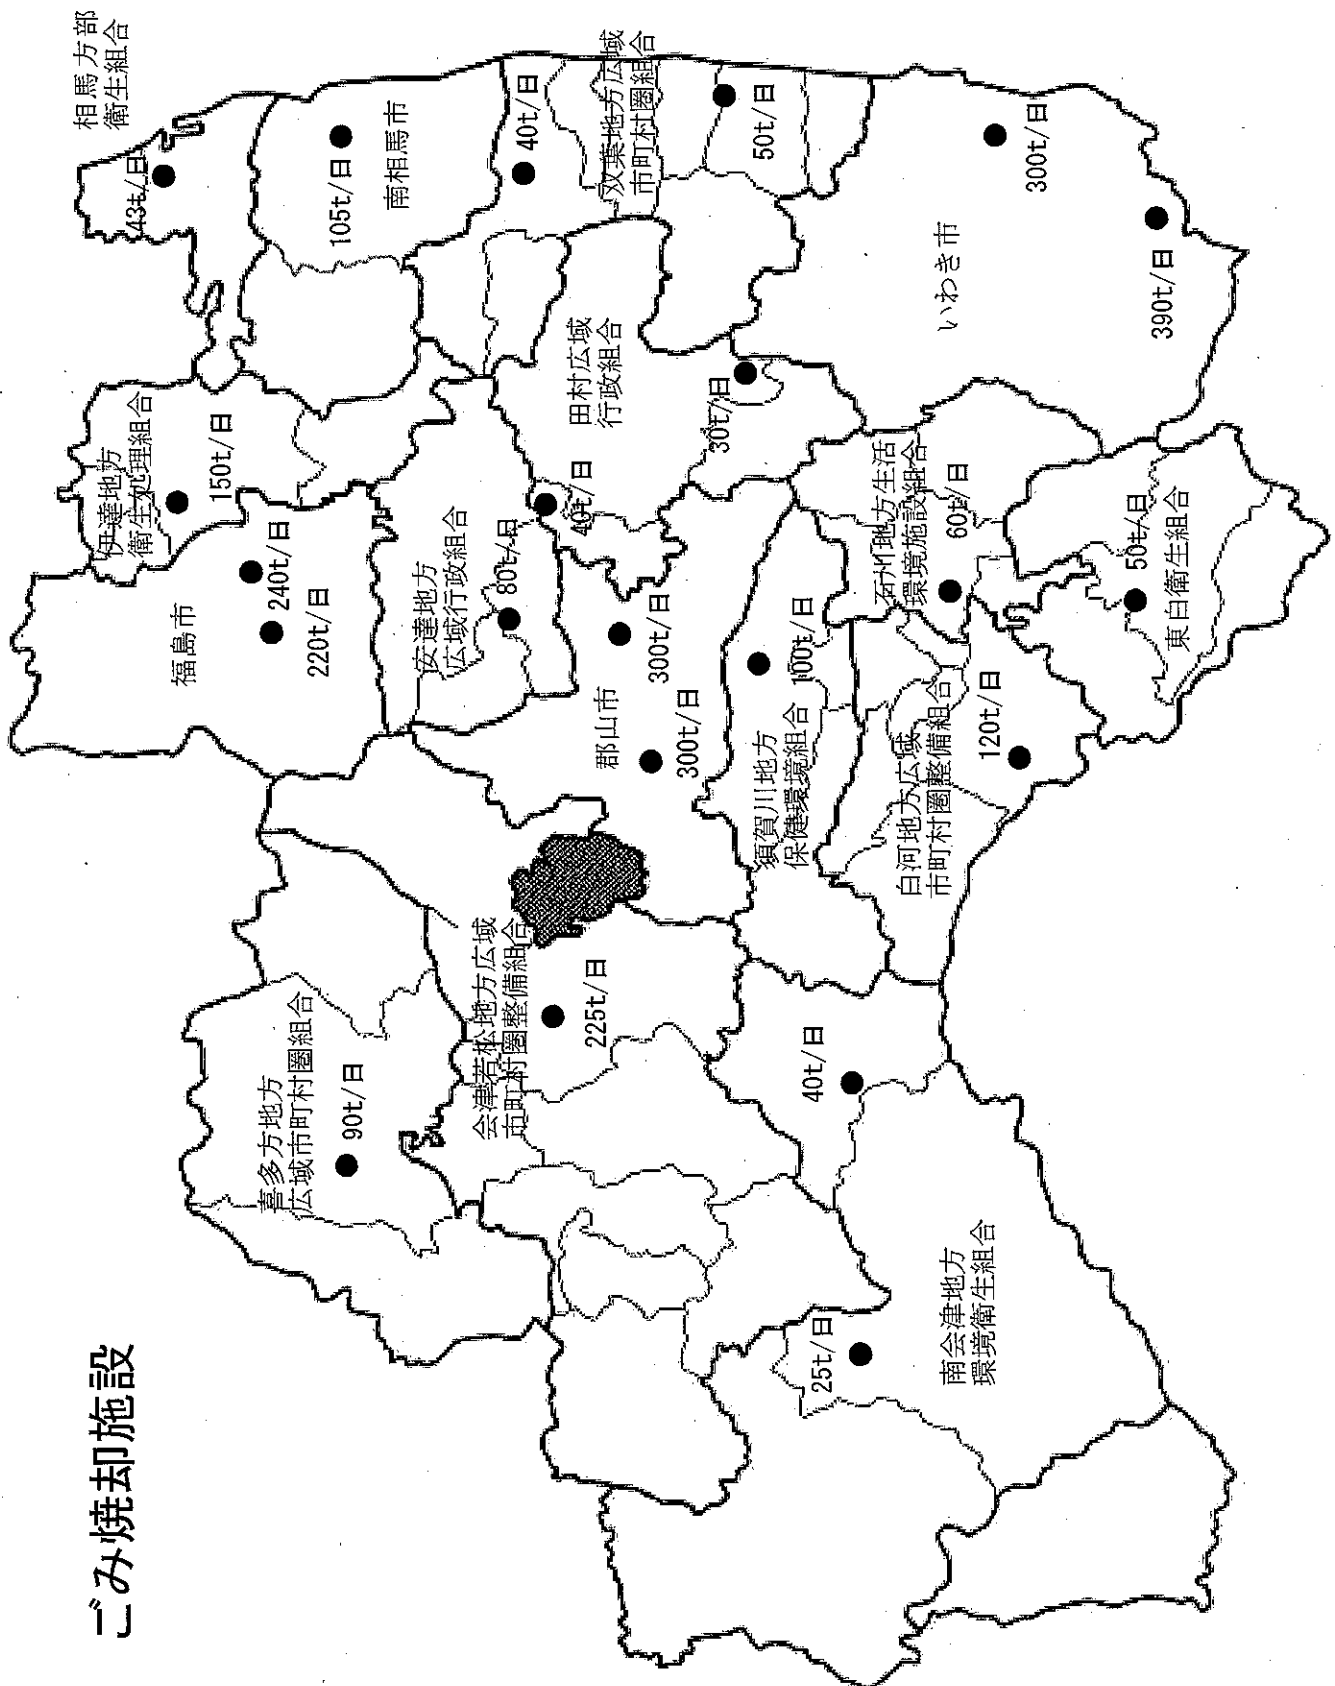 ごみ焼却施設
相馬方部
衛生組合
43t/日
105t/日
南相馬市
40t/日
双葉地方広域
市町村圏組合
50t/日
300t/日
390t/日
いわき市
伊達地方
衛生処理組合
150t/日
福島市
240t/日
220t/日
安達地方
広域行政組合
80t/日
田村広域
行政組合
40t/日
30t/日
郡山市
300t/日
300t/日
須賀川地方
保健環境組合
100t/日
石川地方生活
環境施設組合
60t/日
白河地方広域
市町村圏整備組合
120t/日
東白衛生組合
50t/日
喜多方地方
広域市町村圏組合
90t/日
会津若松地方広域
市町村圏整備組合
225t/日
40t/日
南会津地方
環境衛生組合
25t/日